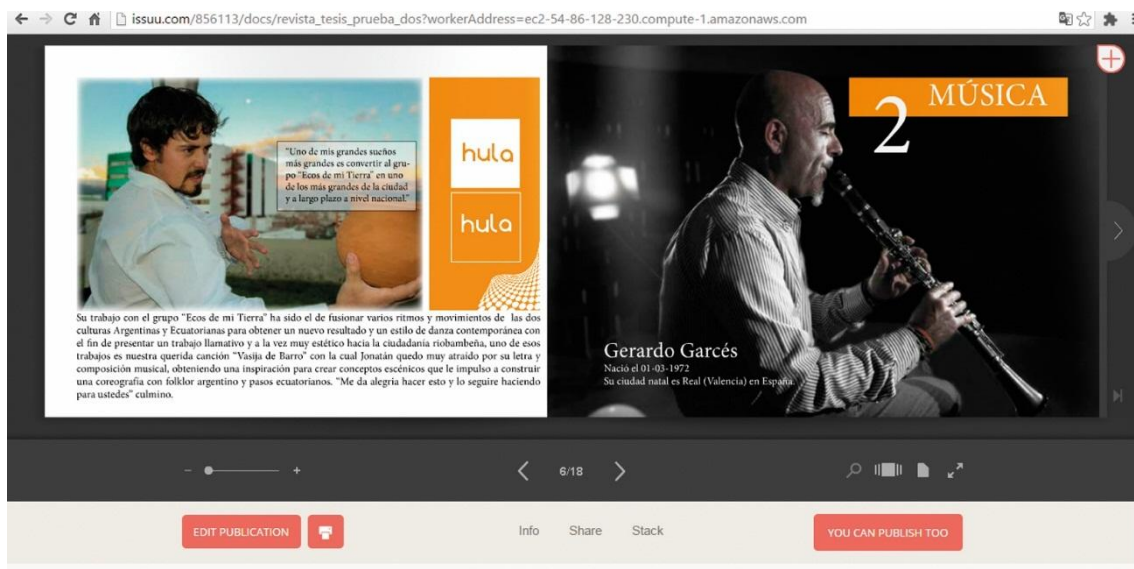 issuu.com/856113/docs/revista_tesis_prueba_dos?workerAddress=ec2-54-86-128-230.compute-1.amazonaws.com
"Uno de mis grandes sueños
más grandes es convertir al gru-
po "Ecos de mi Tierra" en uno
de los más grandes de la ciudad
y a largo plazo a nivel nacional."
hula
hula
Su trabajo con el grupo "Ecos de mi Tierra" ha sido el de fusionar varios ritmos y movimientos de las dos
culturas Argentinas y Ecuatorianas para obtener un nuevo resultado y un estilo de danza contemporánea con
el fin de presentar un trabajo llamativo y a la vez muy estético hacia la ciudadanía riobambeña, uno de esos
trabajos es nuestra querida canción "Vasija de Barro" con la cual Jonatán quedo muy atraído por su letra y
composición musical, obteniendo una inspiración para crear conceptos escénicos que le impulso a construir
una coreografía con folklor argentino y pasos ecuatorianos. "Me da alegria hacer esto y lo seguire haciendo
para ustedes" culmino.
2 MÚSICA
Gerardo Garcés
Nació el 01-03-1972
Su ciudad natal es Real (Valencia) en España.
6/18
EDIT PUBLICATION
Info Share Stack
YOU CAN PUBLISH TOO